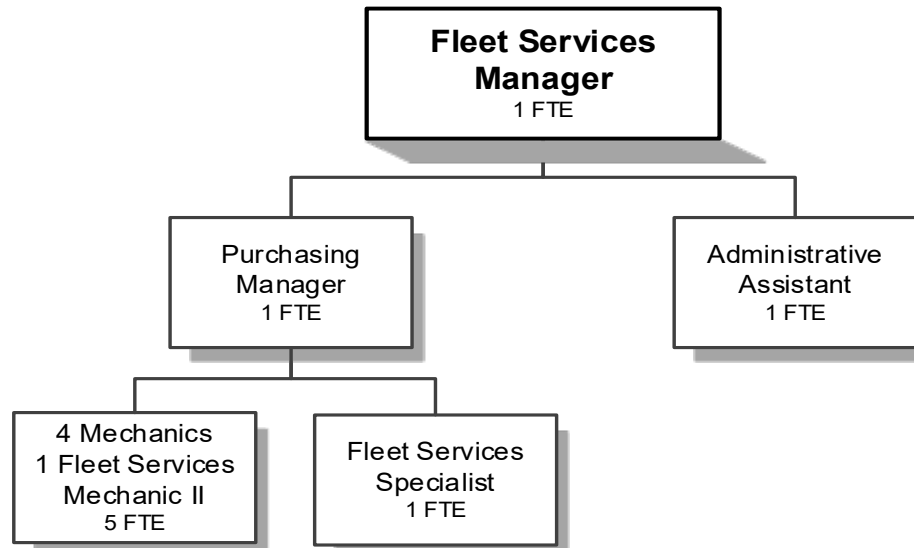 Fleet Services
Manager
1 FTE
Purchasing
Manager
1 FTE
Administrative
Assistant
1 FTE
4 Mechanics
1 Fleet Services
Mechanic II
5 FTE
Fleet Services
Specialist
1 FTE